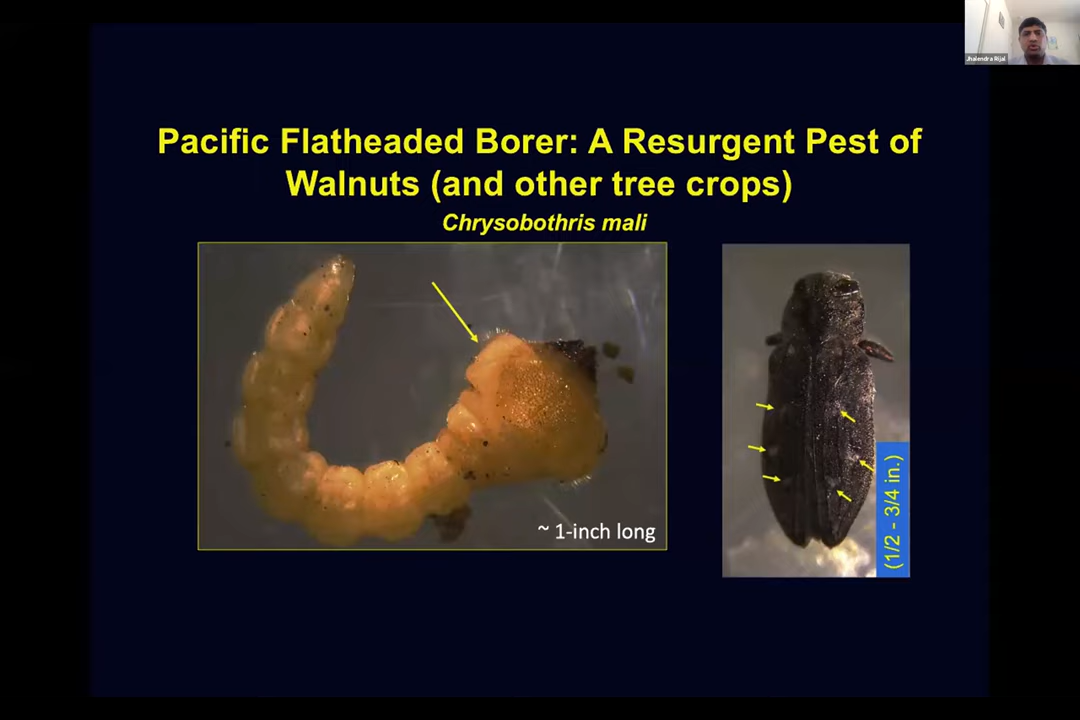 Jhalendra Rijal
Pacific Flatheaded Borer: A Resurgent Pest of
Walnuts (and other tree crops)
Chrysobothris mali
~ 1-inch long
(1/2 - 3/4 in.)